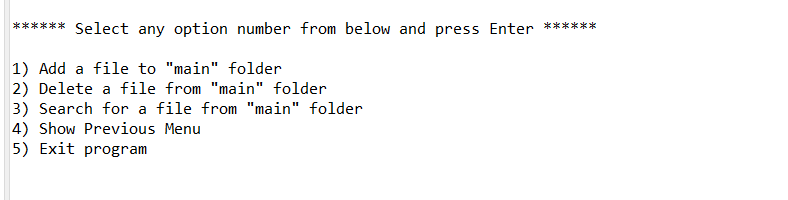 ****** Select any option number from below and press Enter ******
1) Add a file to "main" folder
2) Delete a file from "main" folder
3) Search for a file from "main" folder
4) Show Previous Menu
5) Exit program